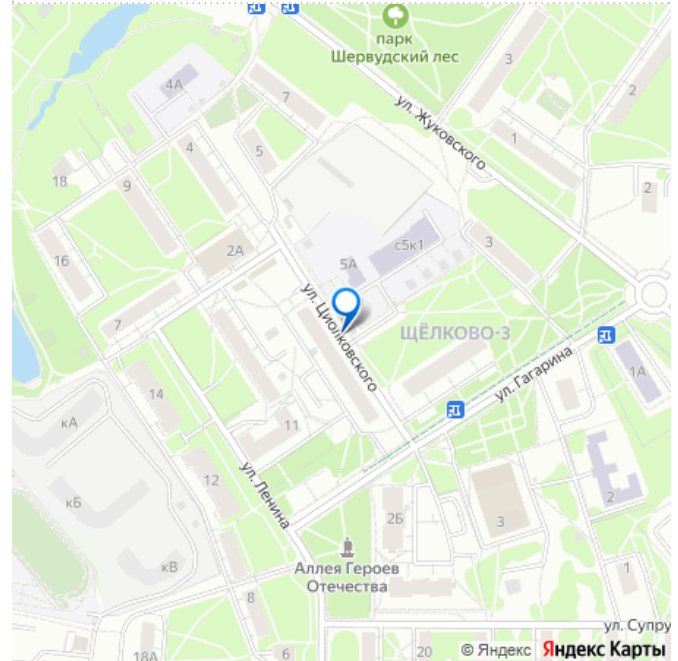 парк
Шервудский лес
3
2
4А
7
ул. Жуковского
1
4
5
18
9
2
2А
с5к1
3
16
5А
ул. Циолковского
7
ЩЁЛКОВО-3
ул. Гагарина
1А
14
кА
11
12
ул. Ленина
кБ
2Б
3
2
Аллея Героев
Отечества
кВ
1
8
ул. Супру
18А
6
20
© Яндекс Яндекс Карты